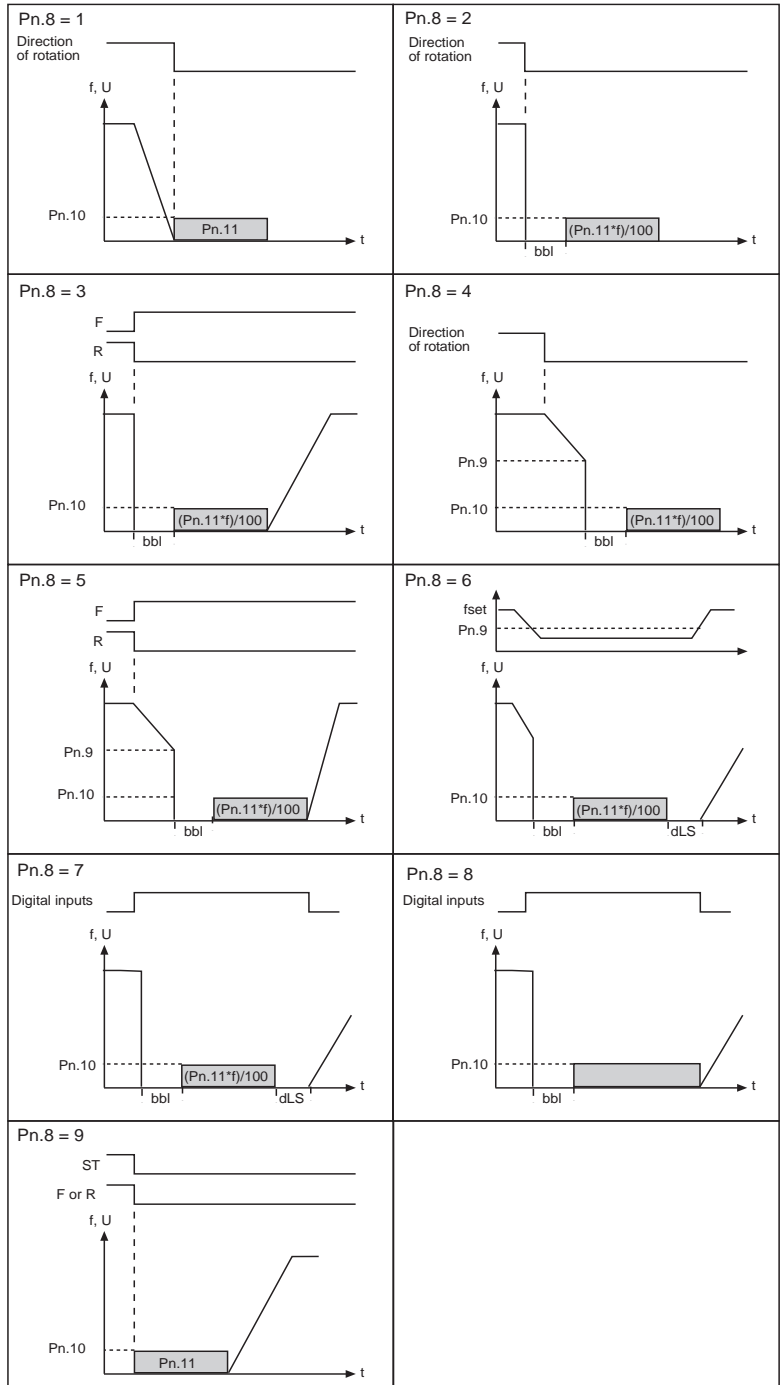 Pn.8 = 1
Direction
of rotation
f, U
Pn.10
Pn.11
t
Pn.8 = 2
Direction
of rotation
f, U
Pn.10
(Pn.11*f)/100
t
bbl
Pn.8 = 3
F
R
f, U
Pn.10
(Pn.11*f)/100
t
bbl
Pn.8 = 4
Direction
of rotation
f, U
Pn.9
Pn.10
(Pn.11*f)/100
t
bbl
Pn.8 = 5
F
R
f, U
Pn.9
Pn.10
(Pn.11*f)/100
t
bbl
Pn.8 = 6
fset
Pn.9
f, U
Pn.10
(Pn.11*f)/100
t
bbl dLS
Pn.8 = 7
Digital inputs
f, U
Pn.10
(Pn.11*f)/100
t
bbl dLS
Pn.8 = 8
Digital inputs
f, U
Pn.10
t
bbl
Pn.8 = 9
ST
F or R
f, U
Pn.10
Pn.11
t